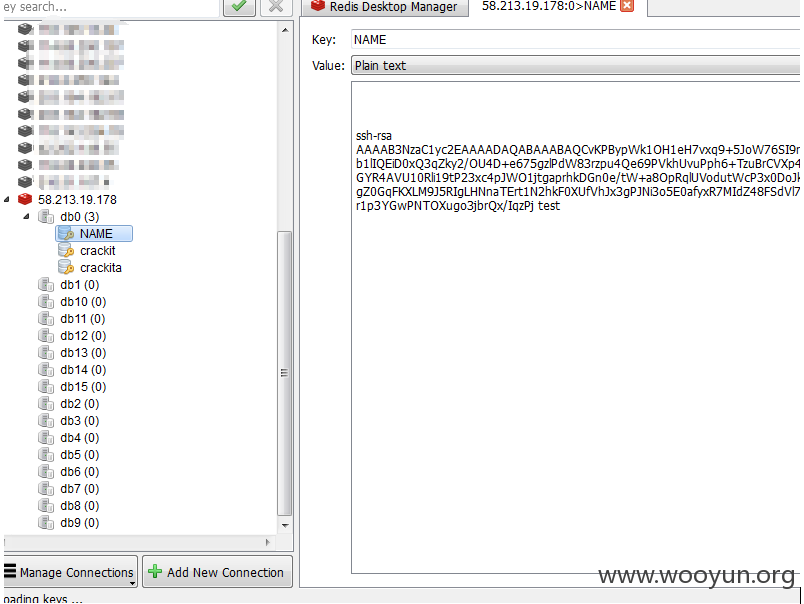 ey search...
58.213.19.178
db0 (3)
NAME
crackit
crackita
db1 (0)
db10 (0)
db11 (0)
db12 (0)
db13 (0)
db14 (0)
db15 (0)
db2 (0)
db3 (0)
db4 (0)
db5 (0)
db6 (0)
db7 (0)
db8 (0)
db9 (0)
Manage Connections
Add New Connection
oading keys ...
Redis Desktop Manager
58.213.19.178:0>NAME
Key: NAME
Value: Plain text
ssh-rsa
AAAAB3NzaC1yc2EAAAADAQABAAABAQCvKPBypWk1OH1eH7vxq9+5JoW76SI9r
b1lIQEiD0xQ3qZky2/OU4D+e675gzlPdW83rzpu4Qe69PVkhUvuPph6+TzuBrCVXp4
GYR4AVU10Rli19tP23xc4pJWO1jtgaprhkDGn0e/tW+a8OpRqlUVodutWcP3x0DoJk
gZ0GqFKXLM9J5RIgLHNnaTErt1N2hkF0XUfVhJx3gPJNi3o5E0afyxR7MIdZ48FSdVl7
r1p3YGwPNTOXugo3jbrQx/IqzPj test
www.wooyun.org